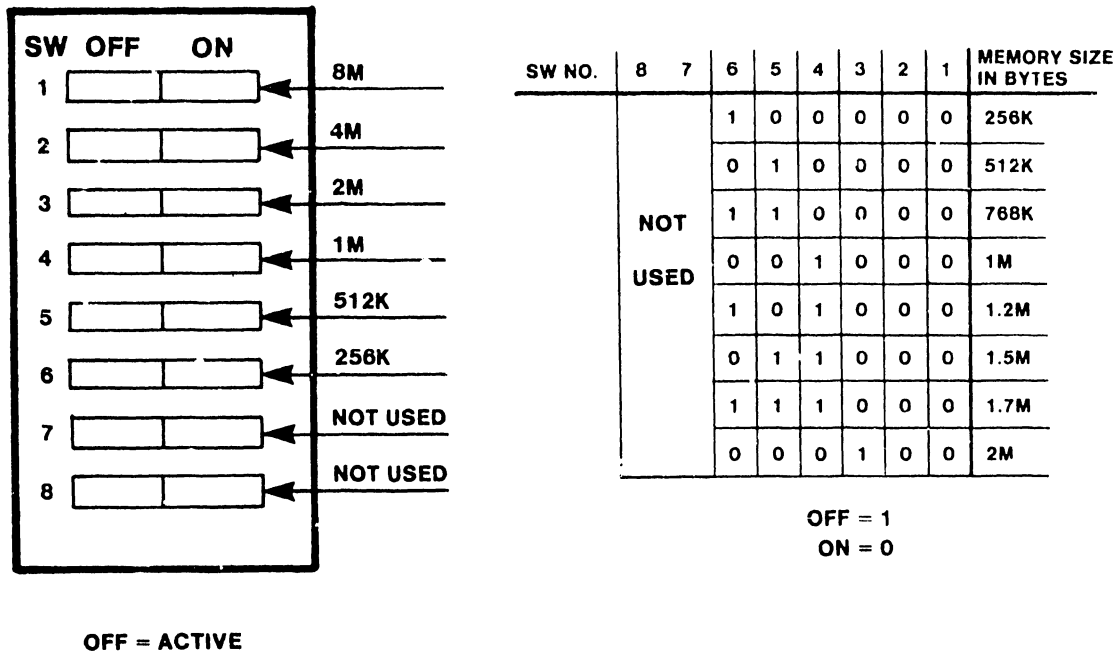 SW OFF ON
1 8M
2 4M
3 2M
4 1M
5 512K
6 256K
7 NOT USED
8 NOT USED
OFF = ACTIVE
SW NO. 8 7 6 5 4 3 2 1 MEMORY SIZE IN BYTES
NOT USED
1 0 0 0 0 0 256K
0 1 0 0 0 0 512K
1 1 0 0 0 0 768K
0 0 1 0 0 0 1M
1 0 1 0 0 0 1.2M
0 1 1 0 0 0 1.5M
1 1 1 0 0 0 1.7M
0 0 0 1 0 0 2M
OFF = 1
ON = 0